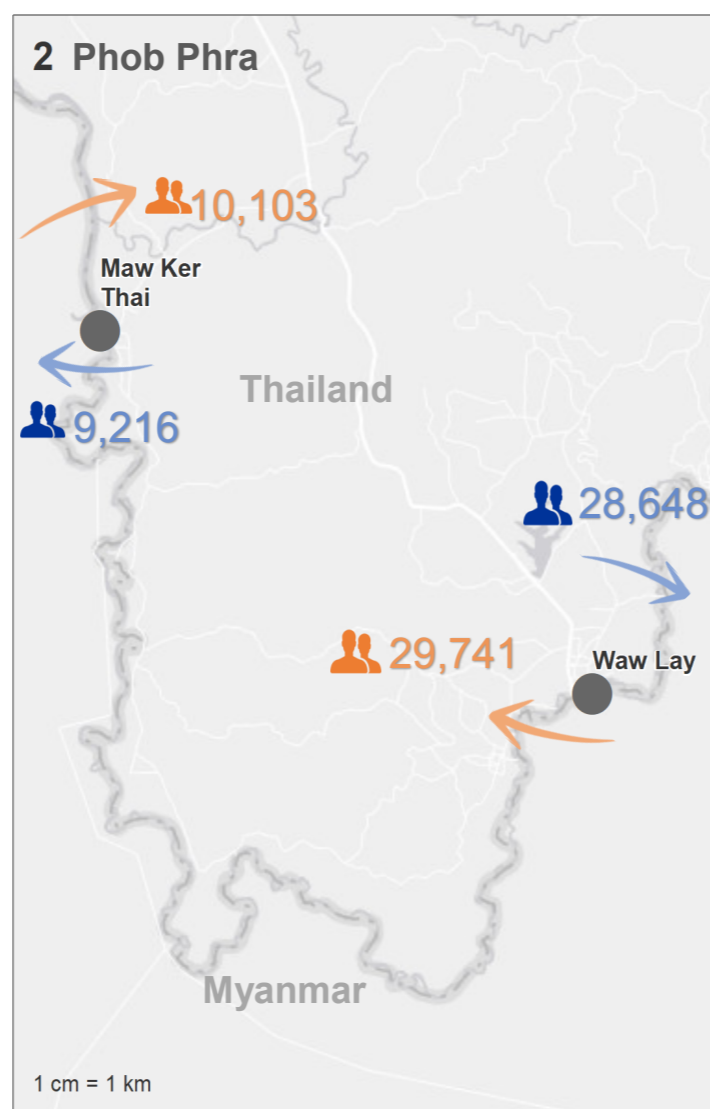 2 Phob Phra
10,103
Maw Ker
Thai
Thailand
9,216
28,648
29,741
Waw Lay
Myanmar
1 cm = 1 km